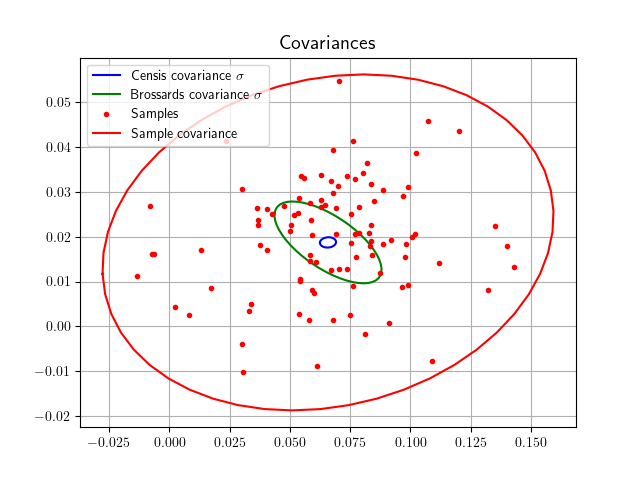 Covariances
Censis covariance σ
Brossards covariance σ
Samples
Sample covariance
0.05
0.04
0.03
0.02
0.01
0.00
−0.01
−0.02
−0.025 0.000 0.025 0.050 0.075 0.100 0.125 0.150